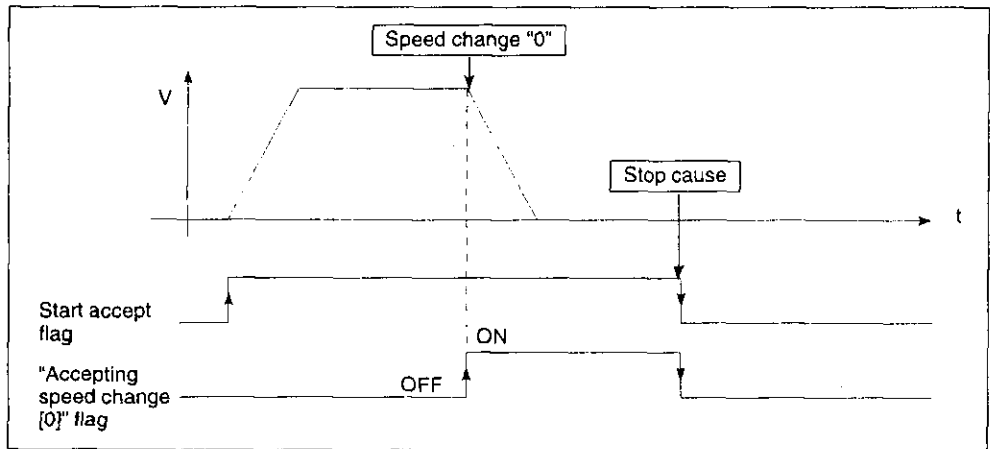 Speed change "0"
V
Stop cause
t
Start accept
flag
ON
OFF
"Accepting
speed change
[0]" flag